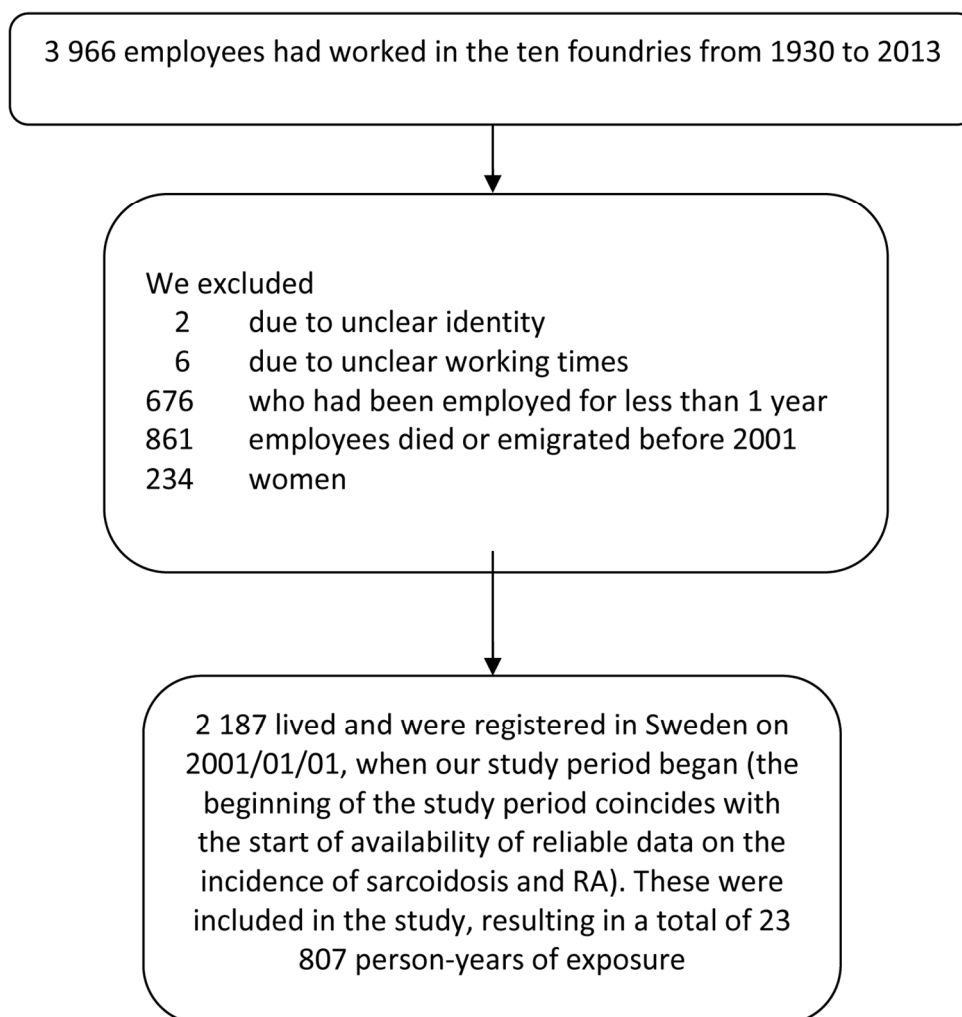 3 966 employees had worked in the ten foundries from 1930 to 2013
We excluded
2 due to unclear identity
6 due to unclear working times
676 who had been employed for less than 1 year
861 employees died or emigrated before 2001
234 women
2 187 lived and were registered in Sweden on
2001/01/01, when our study period began (the
beginning of the study period coincides with
the start of availability of reliable data on the
incidence of sarcoidosis and RA). These were
included in the study, resulting in a total of 23
807 person-years of exposure